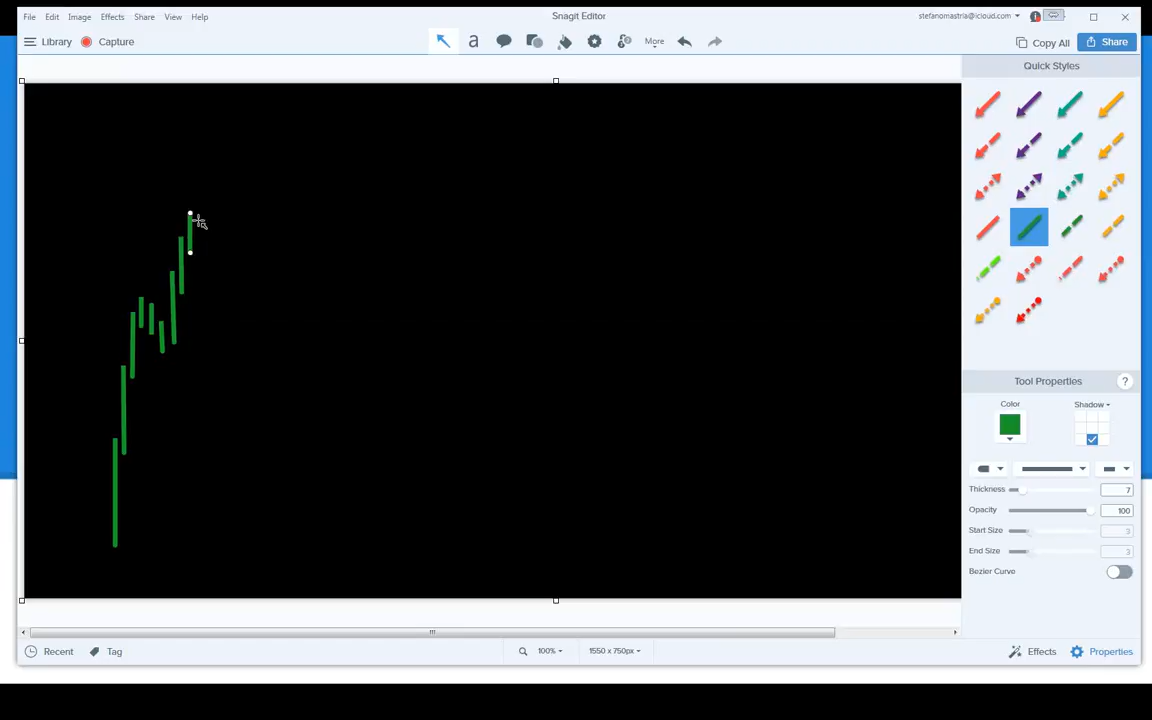 Snagit Editor
stefanomastria@icloud.com
File Edit Image Effects Share View Help
Library Capture
a
More
Copy All
Share
Quick Styles
Tool Properties
?
Color
Shadow
Thickness 7
Opacity 100
Start Size 3
End Size 3
Bezier Curve
Recent Tag
100%
1550 x 750px
Effects Properties